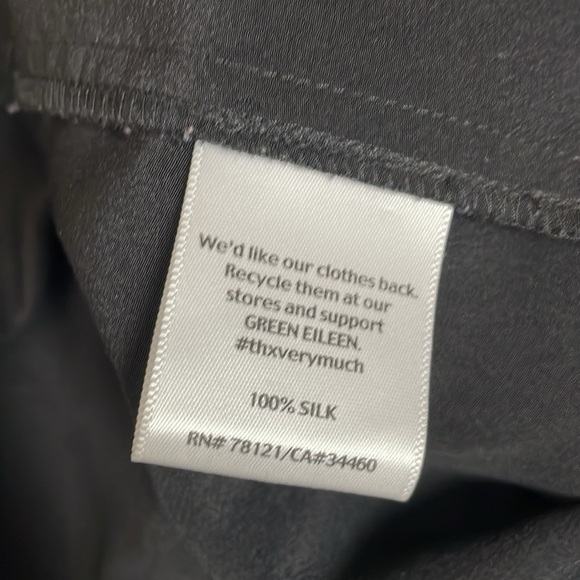 We'd like our clothes back.
Recycle them at our
stores and support
GREEN EILEEN.
#thxverymuch
100% SILK
RN# 78121/CA#34460